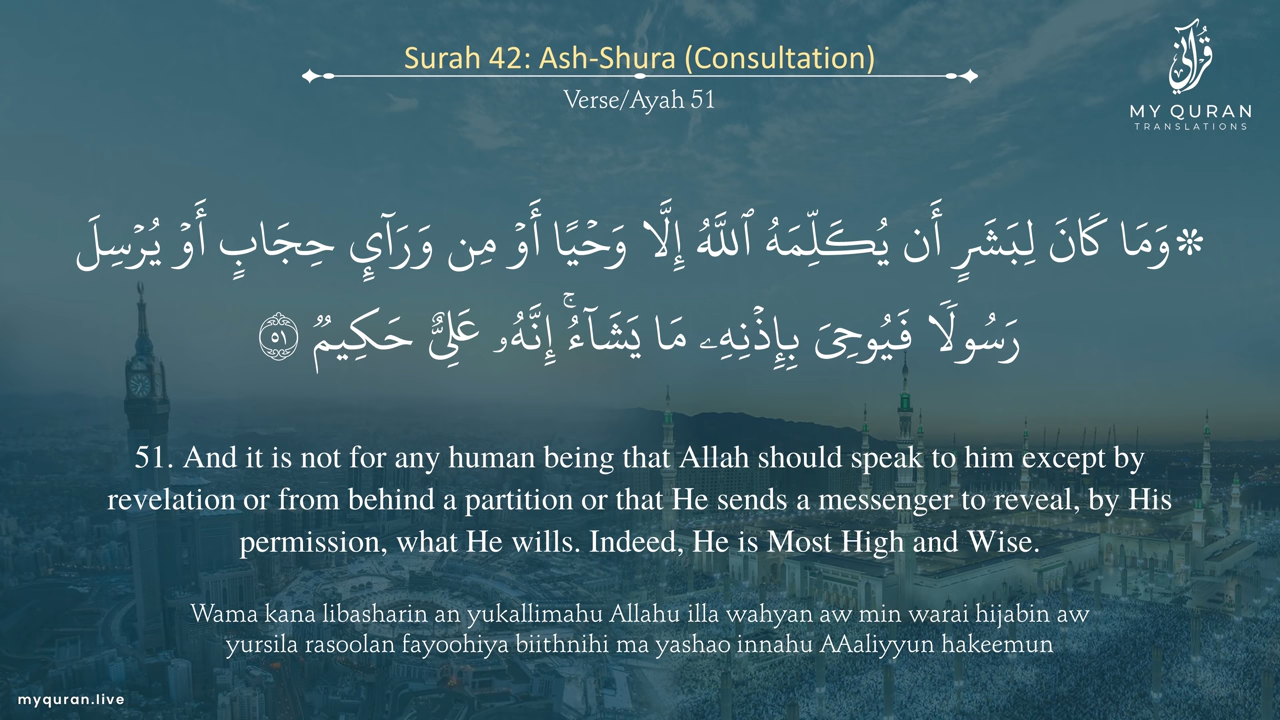 Surah 42: Ash-Shura (Consultation)
Verse/Ayah 51
قرآني
MY QURAN
TRANSLATIONS
۞وَمَا كَانَ لِبَشَرٍ أَن يُكَلِّمَهُ ٱللَّهُ إِلَّا وَحۡيًا أَوۡ مِن وَرَآيِٕ حِجَابٍ أَوۡ يُرۡسِلَ
رَسُولٗا فَيُوحِيَ بِإِذۡنِهِۦ مَا يَشَآءُۚ إِنَّهُۥ عَلِيٌّ حَكِيمٞ ٥١
51. And it is not for any human being that Allah should speak to him except by
revelation or from behind a partition or that He sends a messenger to reveal, by His
permission, what He wills. Indeed, He is Most High and Wise.
Wama kana libasharin an yukallimahu Allahu illa wahyan aw min warai hijabin aw
yursila rasoolan fayoohiya biithnihi ma yashao innahu AAaliyyun hakeemun
myquran.live